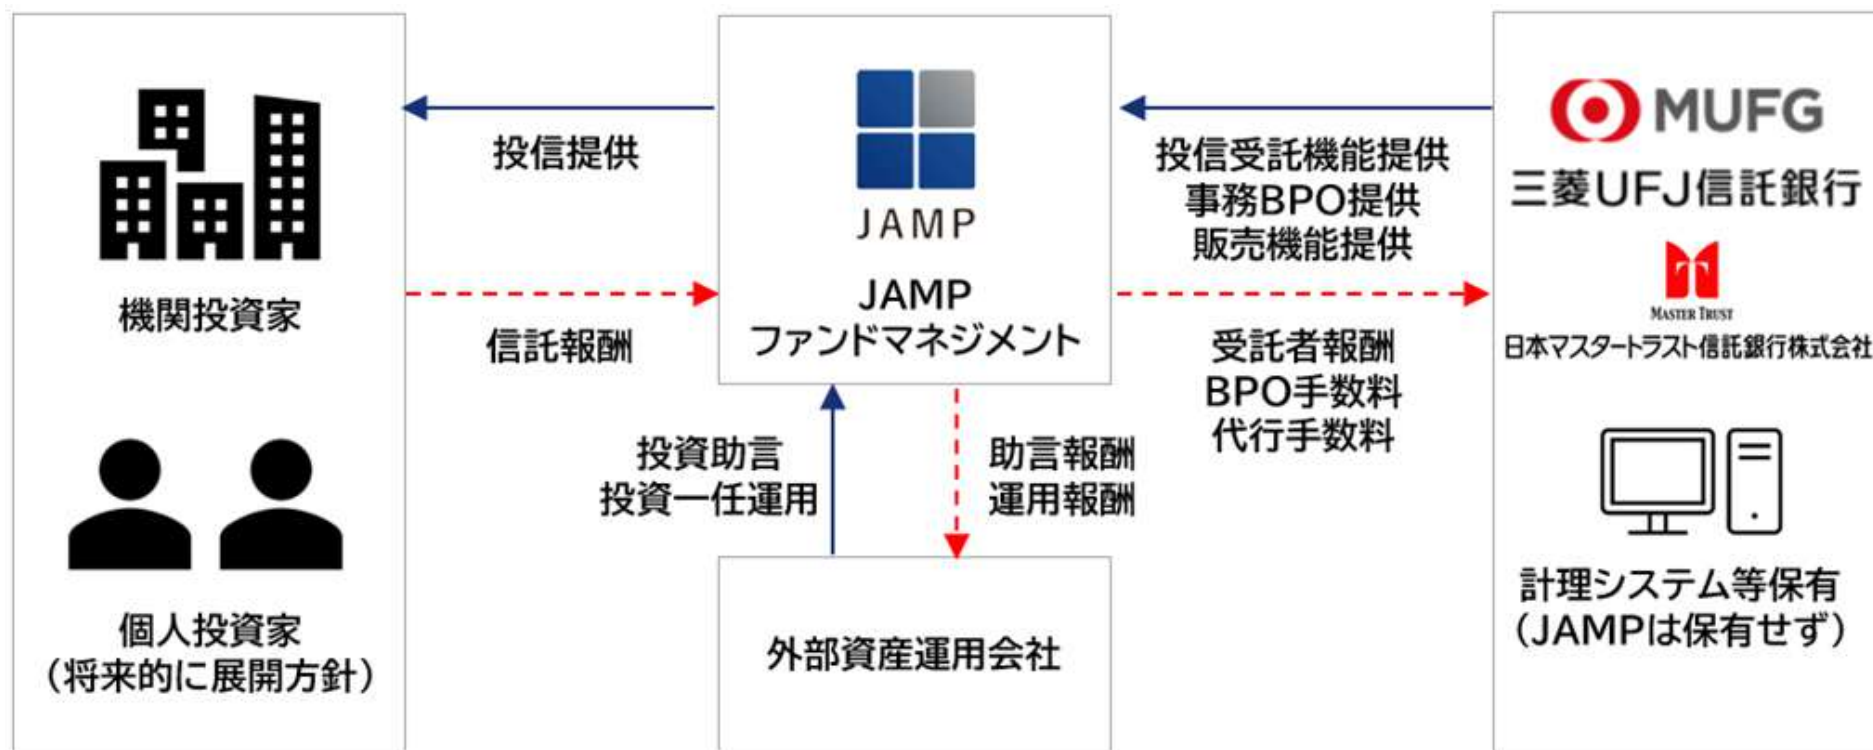 機関投資家
個人投資家
（将来的に展開方針）
投信提供
信託報酬
JAMP
JAMP
ファンドマネジメント
投資助言
投資一任運用
助言報酬
運用報酬
外部資産運用会社
投信受託機能提供
事務BPO提供
販売機能提供
受託者報酬
BPO手数料
代行手数料
MUFG
三菱UFJ信託銀行
MASTER TRUST
日本マスタートラスト信託銀行株式会社
計理システム等保有
（JAMPは保有せず）